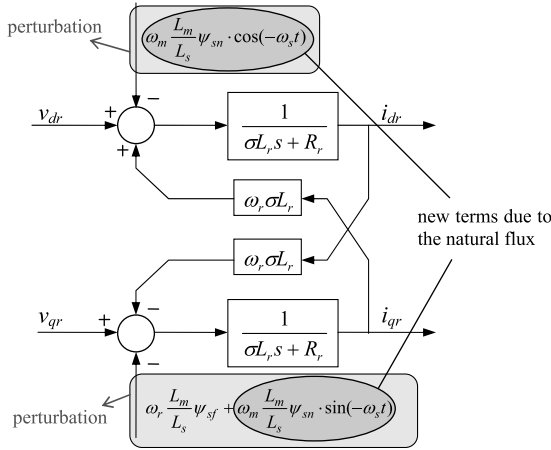 perturbation
ω_m L_m/L_s ψ_sn · cos(−ω_s t)
−
v_dr
+
+
1/(σL_r s + R_r)
i_dr
ω_r σL_r
new terms due to
the natural flux
ω_r σL_r
v_qr
+
−
−
1/(σL_r s + R_r)
i_qr
ω_r L_m/L_s ψ_sf + ω_m L_m/L_s ψ_sn · sin(−ω_s t)
perturbation